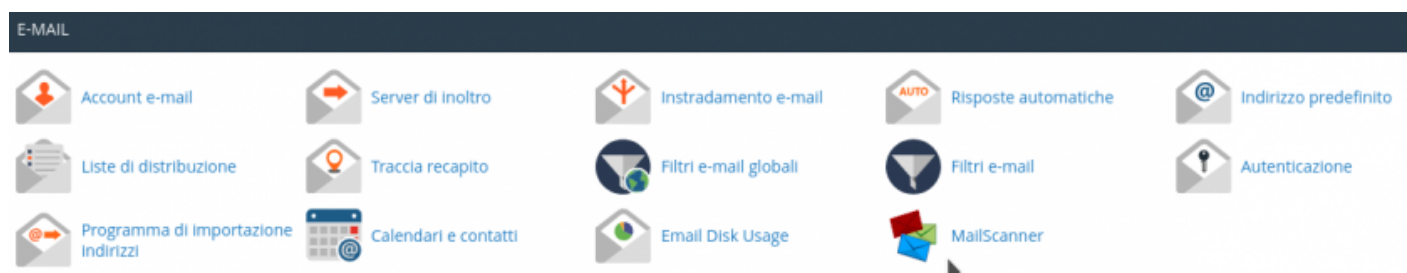 E-MAIL
Account e-mail
Server di inoltro
Instradamento e-mail
AUTO
Risposte automatiche
@
Indirizzo predefinito
Liste di distribuzione
Traccia recapito
Filtri e-mail globali
Filtri e-mail
Autenticazione
@
Programma di importazione
Indirizzi
@
Calendari e contatti
Email Disk Usage
MailScanner